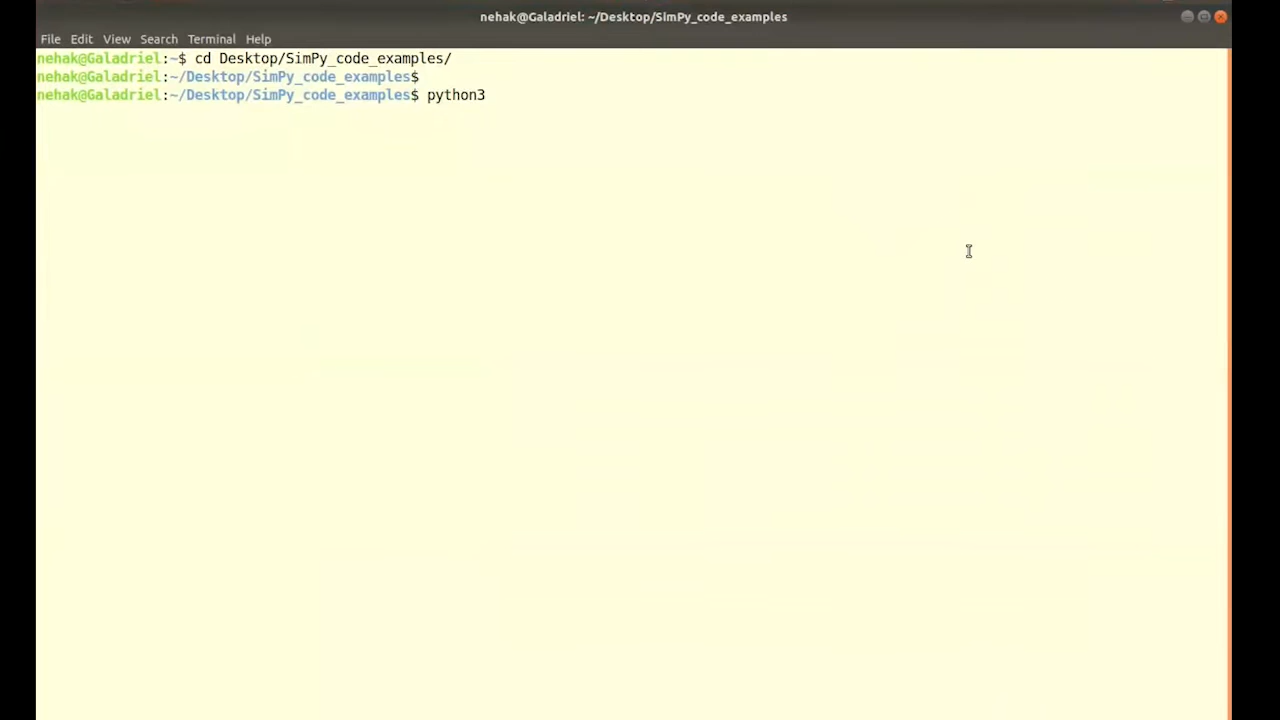 nehak@Galadriel: ~/Desktop/SimPy_code_examples
File Edit View Search Terminal Help
nehak@Galadriel:~$ cd Desktop/SimPy_code_examples/
nehak@Galadriel:~/Desktop/SimPy_code_examples$
nehak@Galadriel:~/Desktop/SimPy_code_examples$ python3